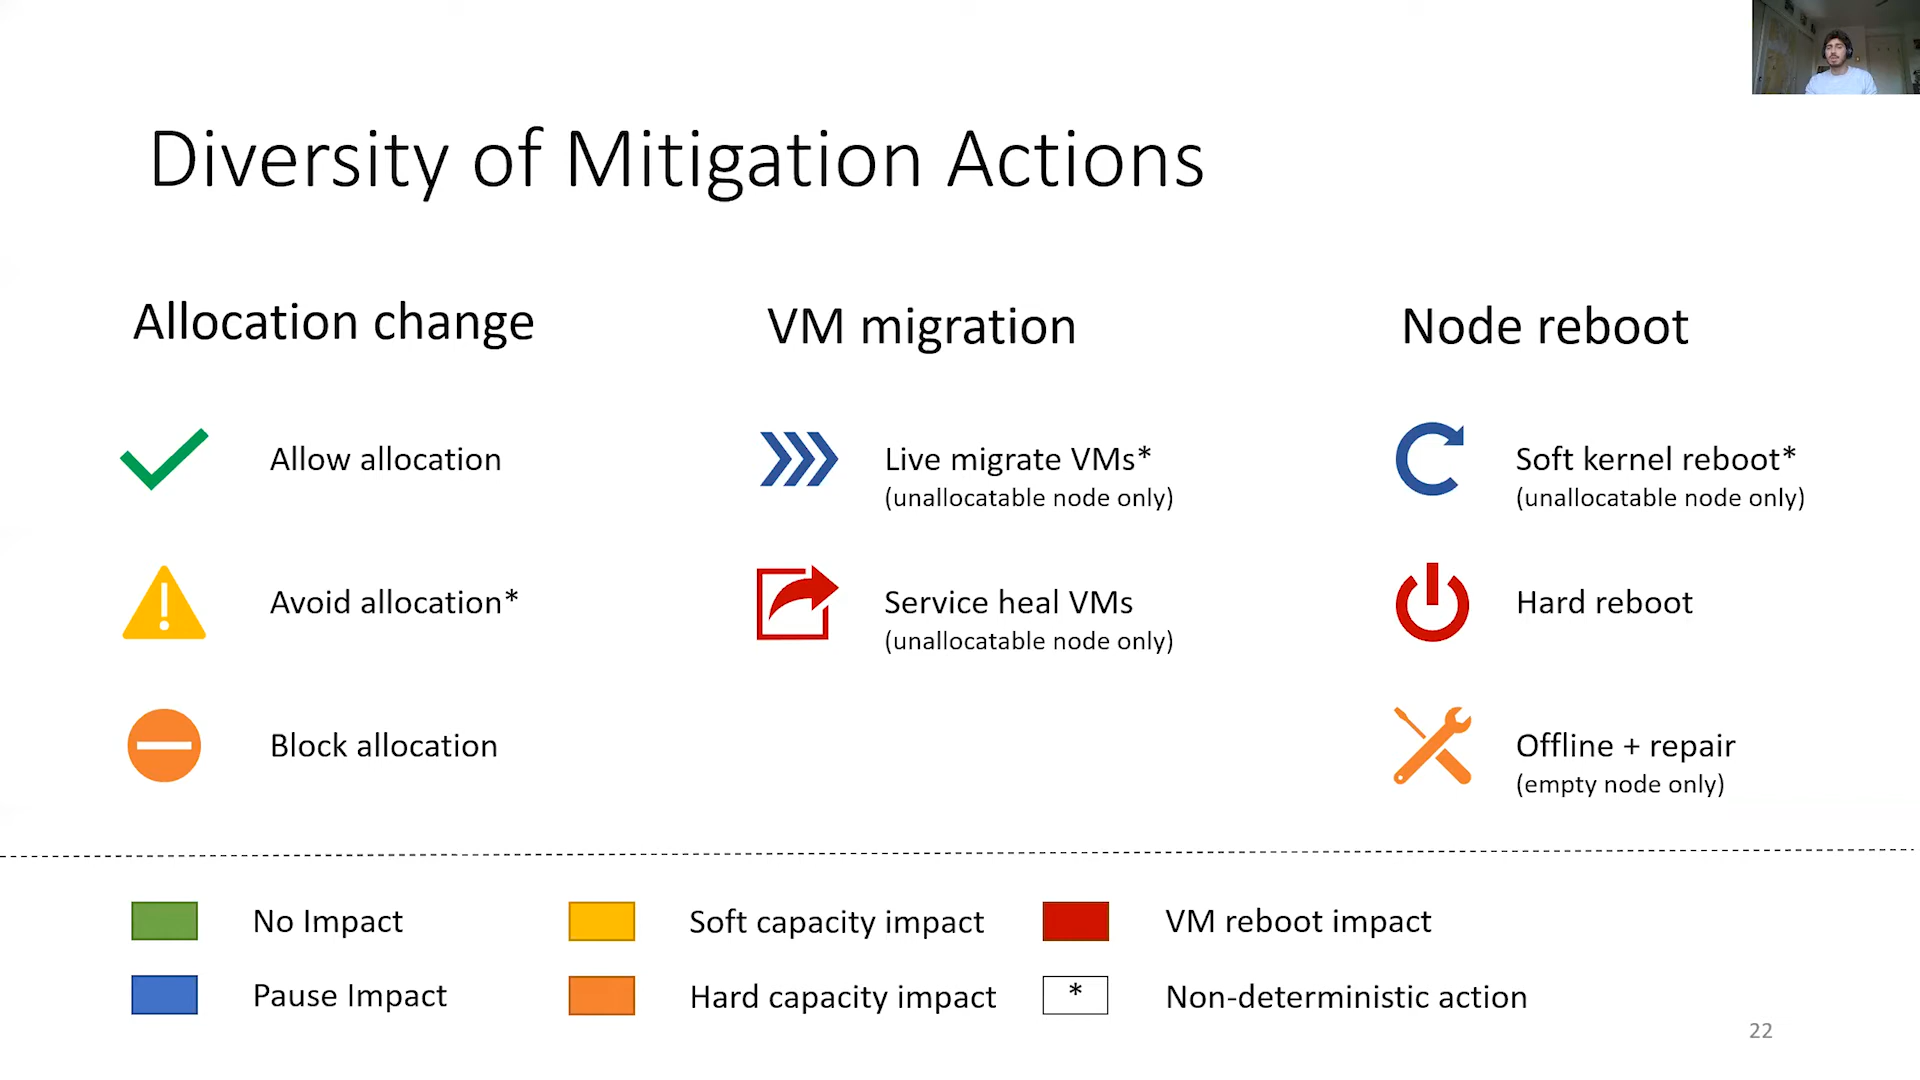 Diversity of Mitigation Actions
Allocation change
Allow allocation
Avoid allocation*
Block allocation
VM migration
Live migrate VMs*
(unallocatable node only)
Service heal VMs
(unallocatable node only)
Node reboot
Soft kernel reboot*
(unallocatable node only)
Hard reboot
Offline + repair
(empty node only)
No Impact
Soft capacity impact
VM reboot impact
Pause Impact
Hard capacity impact
* Non-deterministic action
22